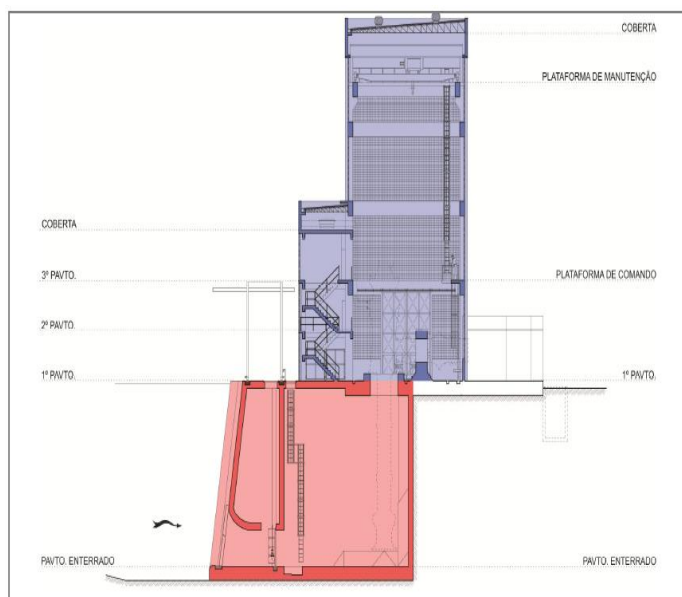 COBERTA
PLATAFORMA DE MANUTENÇÃO
COBERTA
3º PAVTO.
PLATAFORMA DE COMANDO
2º PAVTO.
1º PAVTO.
1º PAVTO.
PAVTO. ENTERRADO
PAVTO. ENTERRADO